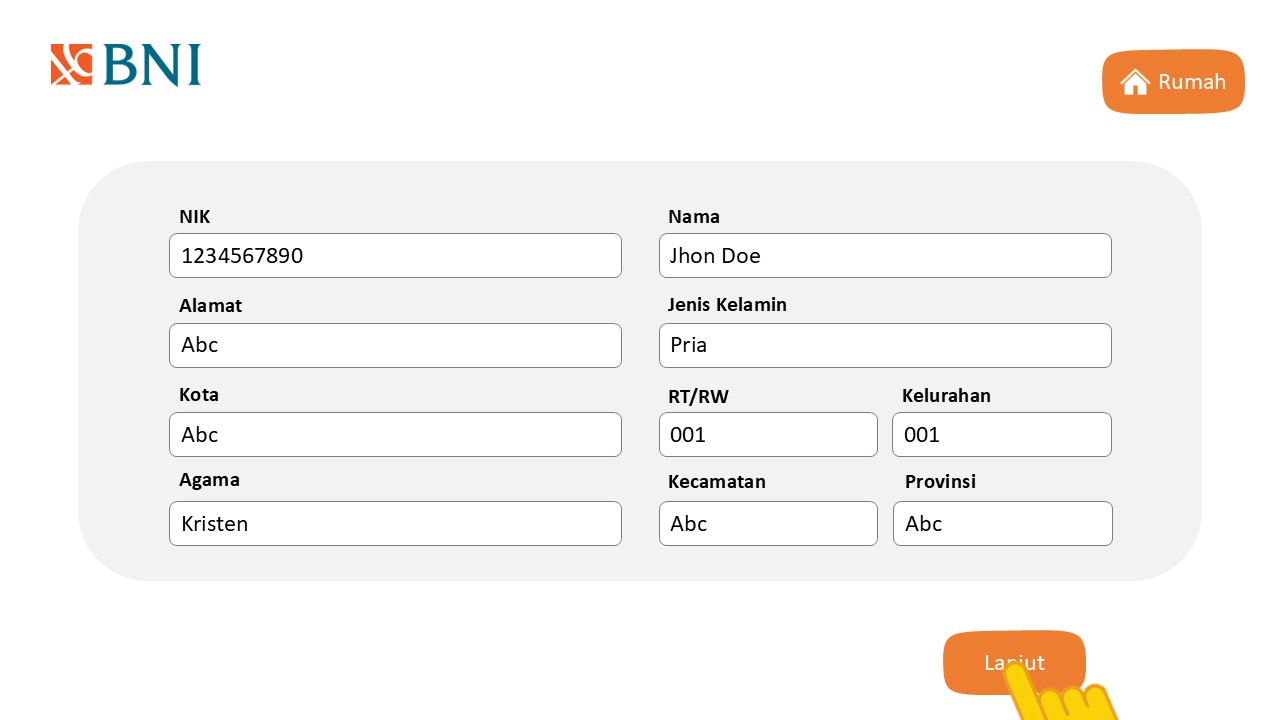 BNI
Rumah
NIK
1234567890
Nama
Jhon Doe
Alamat
Abc
Jenis Kelamin
Pria
Kota
Abc
RT/RW
001
Kelurahan
001
Agama
Kristen
Kecamatan
Abc
Provinsi
Abc
Lanjut